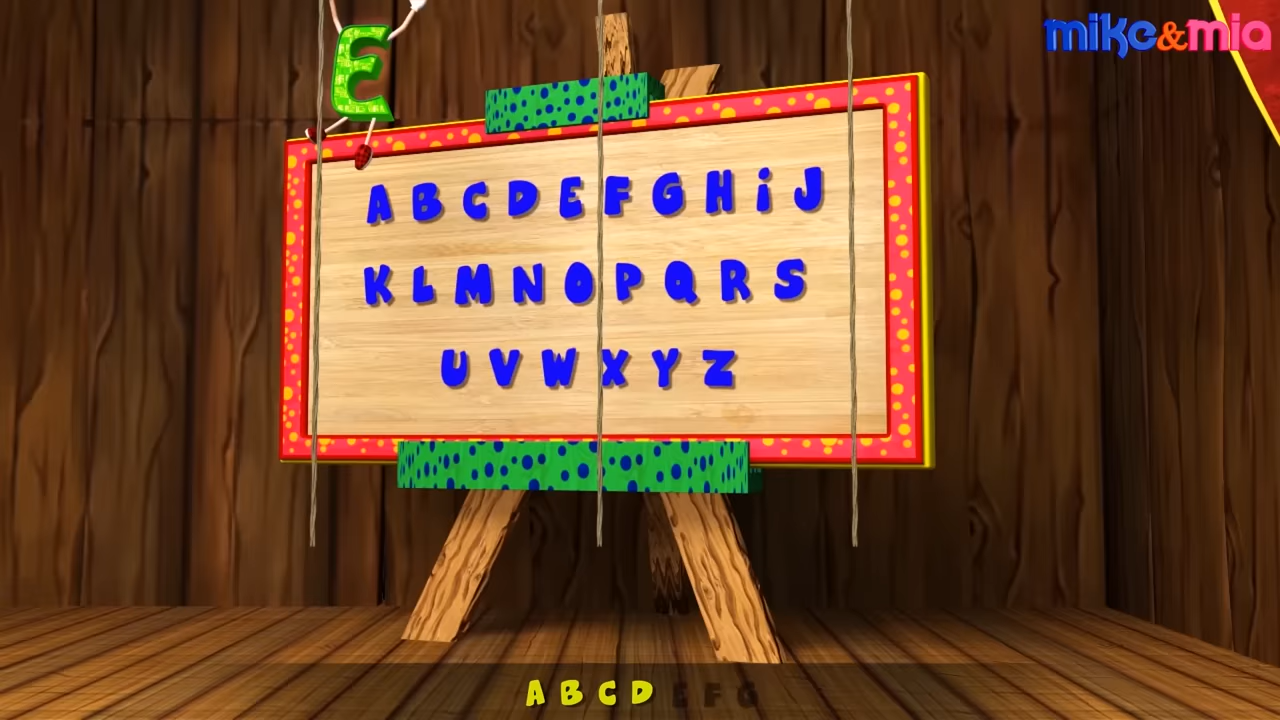 mike&mia
E
A B C D E F G H i J
K L M N O P Q R S
U V W X Y Z
A B C D E F G